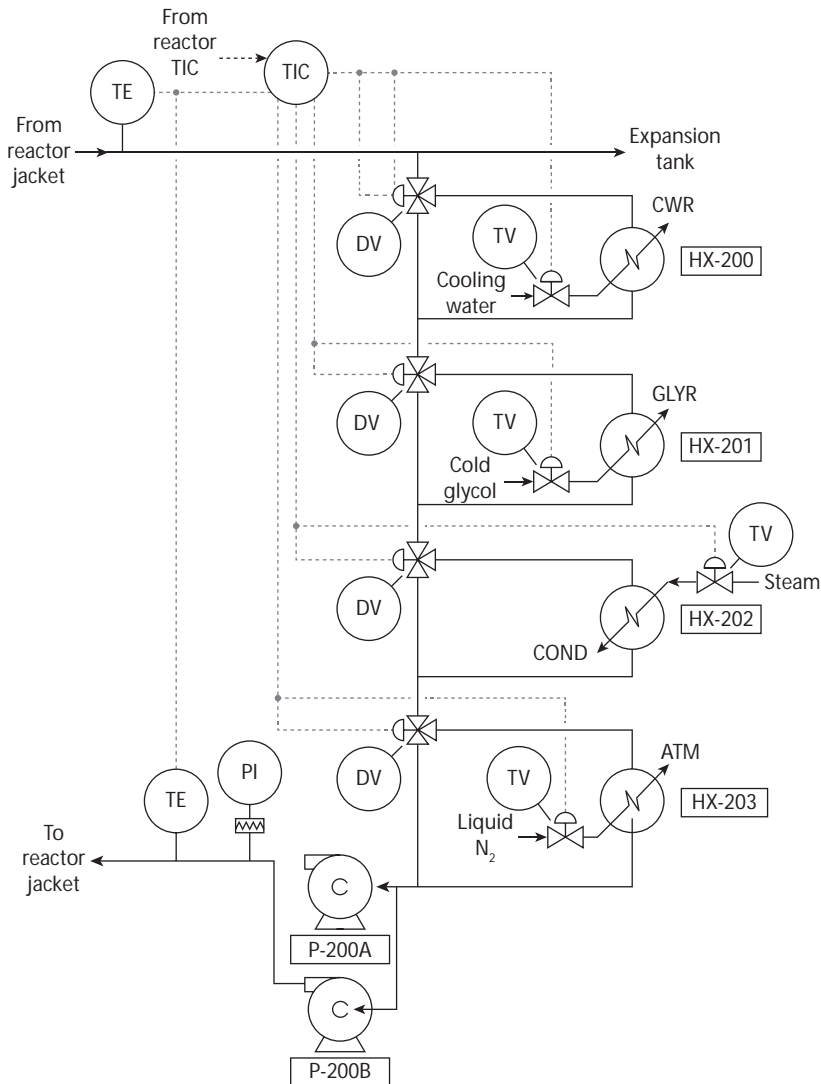 From
reactor
TIC
TIC
TE
From
reactor
jacket
Expansion
tank
CWR
DV
TV
HX-200
Cooling
water
GLYR
DV
TV
HX-201
Cold
glycol
TV
Steam
DV
HX-202
COND
ATM
DV
TV
HX-203
Liquid
N₂
PI
TE
To
reactor
jacket
C
P-200A
C
P-200B